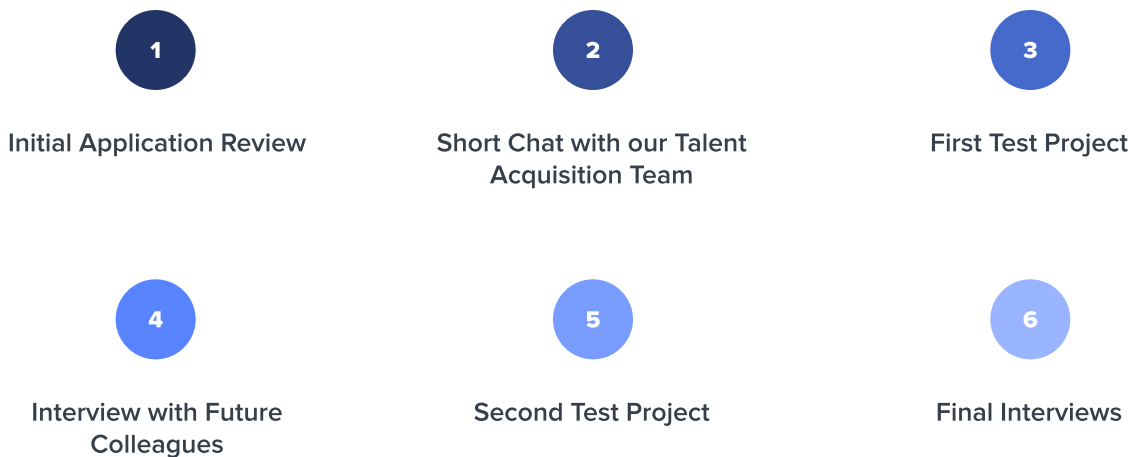 1
Initial Application Review
2
Short Chat with our Talent
Acquisition Team
3
First Test Project
4
Interview with Future
Colleagues
5
Second Test Project
6
Final Interviews